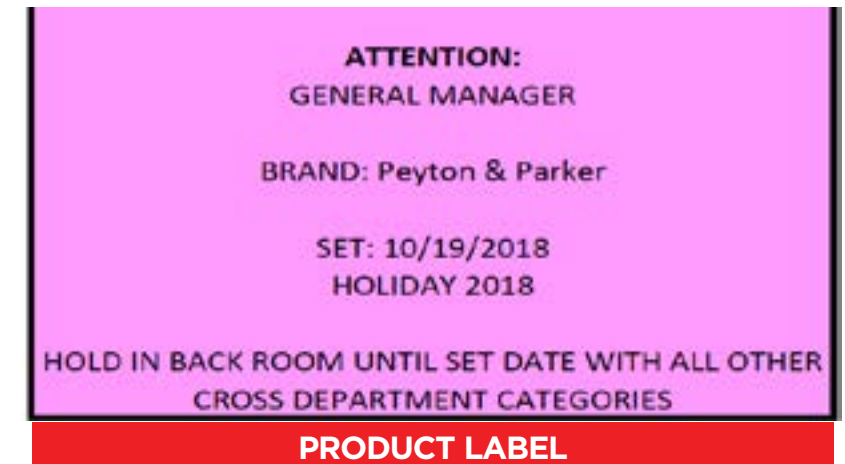 ATTENTION:
GENERAL MANAGER
BRAND: Peyton & Parker
SET: 10/19/2018
HOLIDAY 2018
HOLD IN BACK ROOM UNTIL SET DATE WITH ALL OTHER
CROSS DEPARTMENT CATEGORIES
PRODUCT LABEL